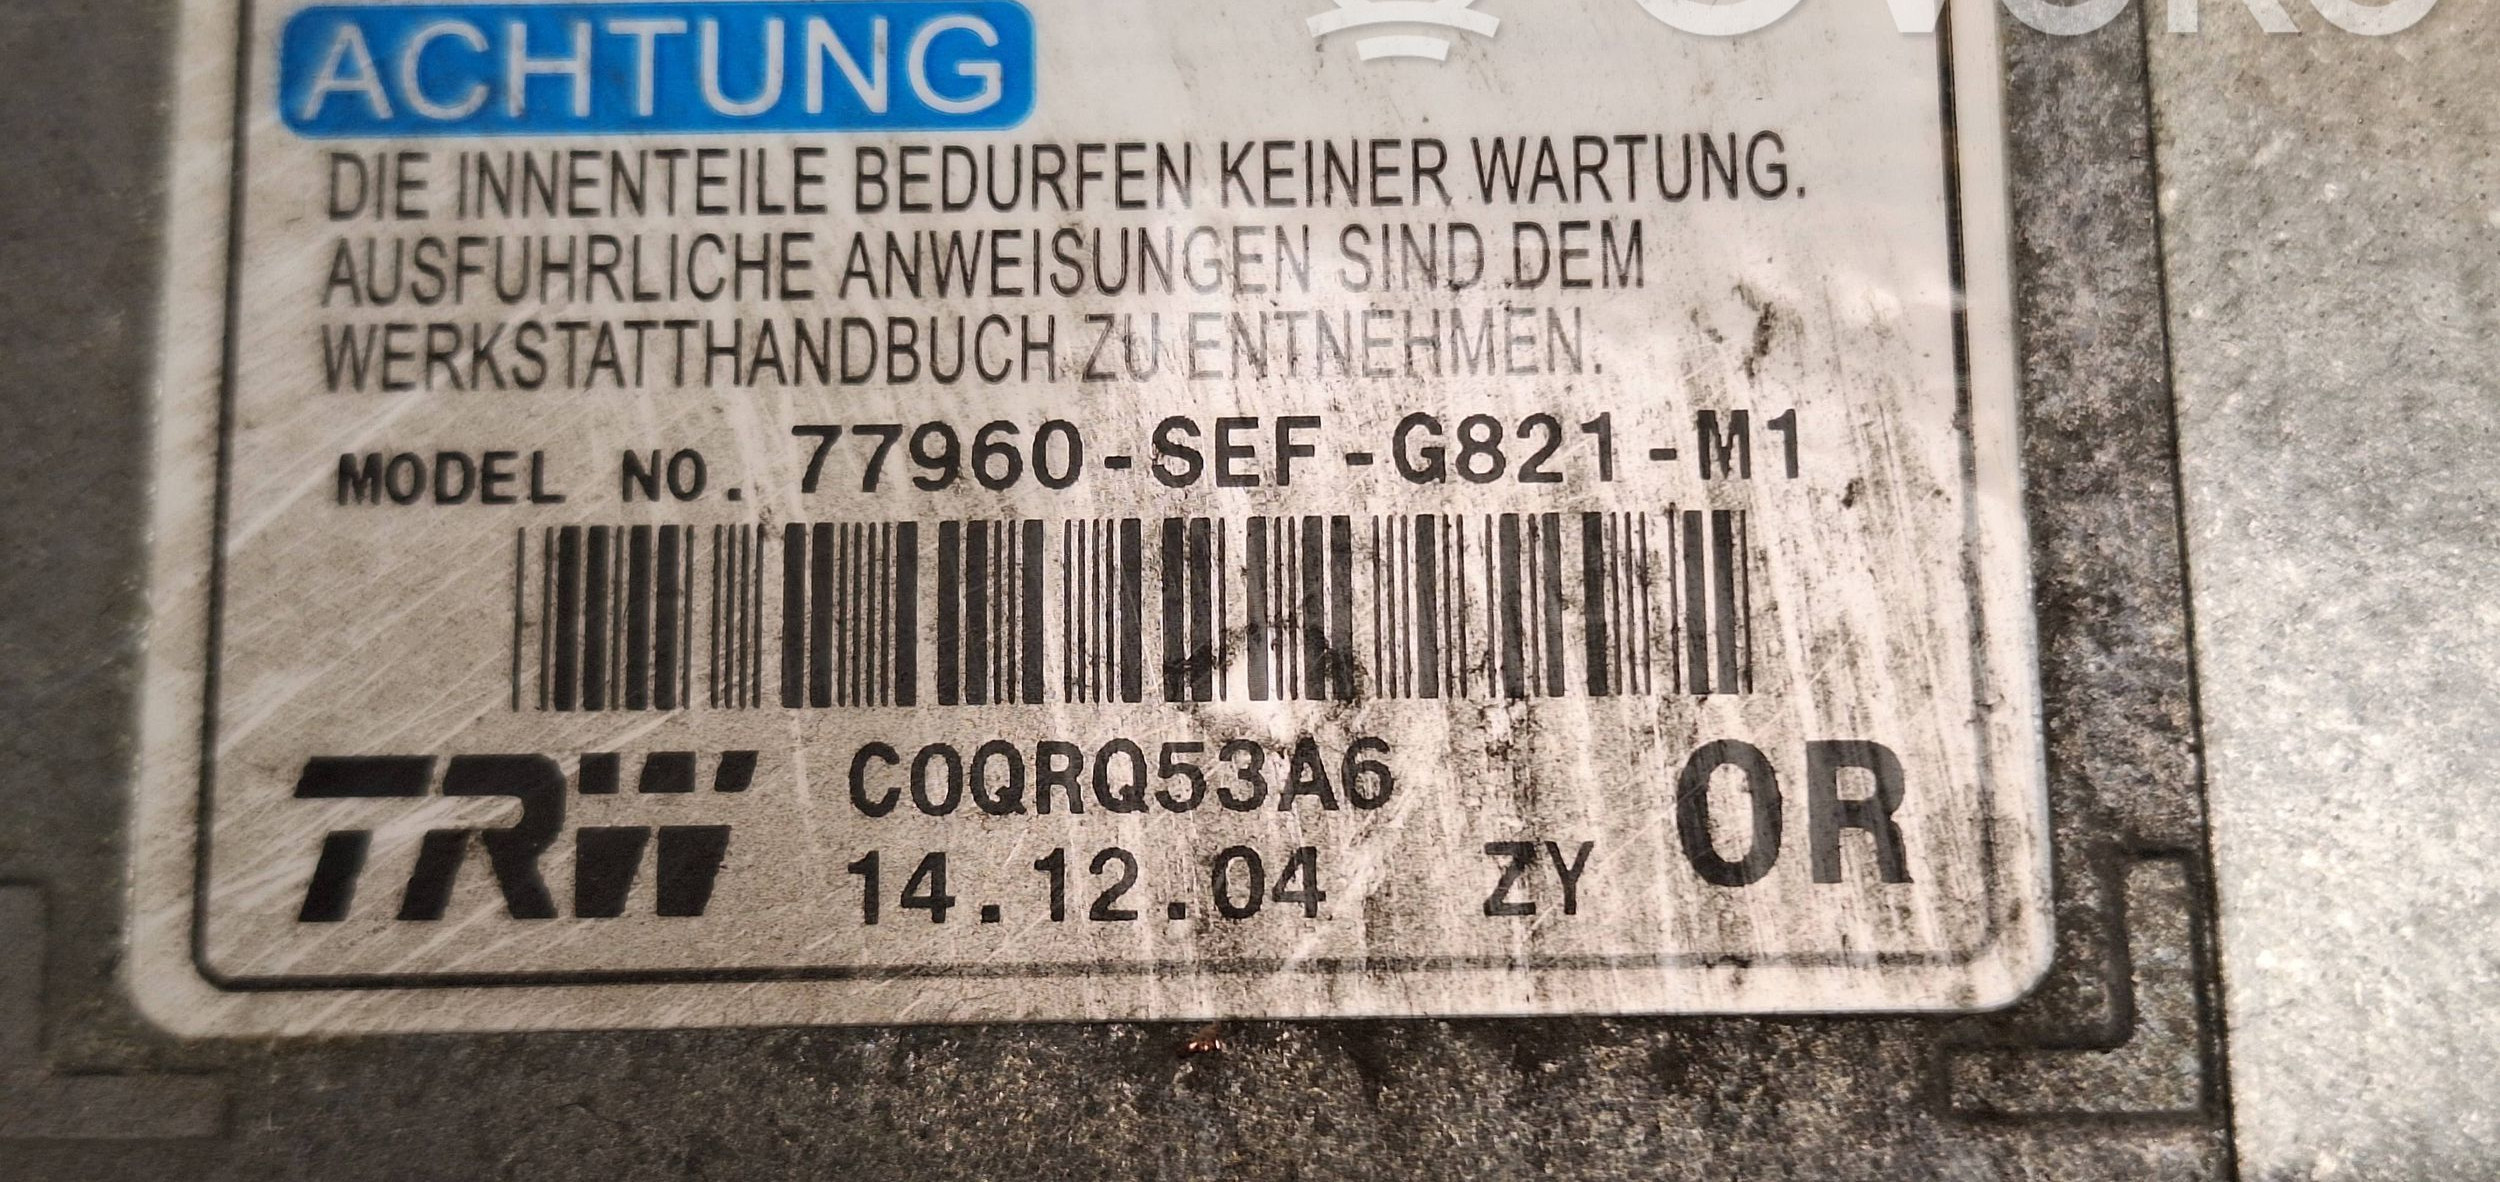 ACHTUNG
DIE INNENTEILE BEDURFEN KEINER WARTUNG.
AUSFUHRLICHE ANWEISUNGEN SIND DEM
WERKSTATTHANDBUCH ZU ENTNEHMEN.
MODEL NO. 77960-SEF-G821-M1
TRW C0QRQ53A6 OR
14.12.04 ZY